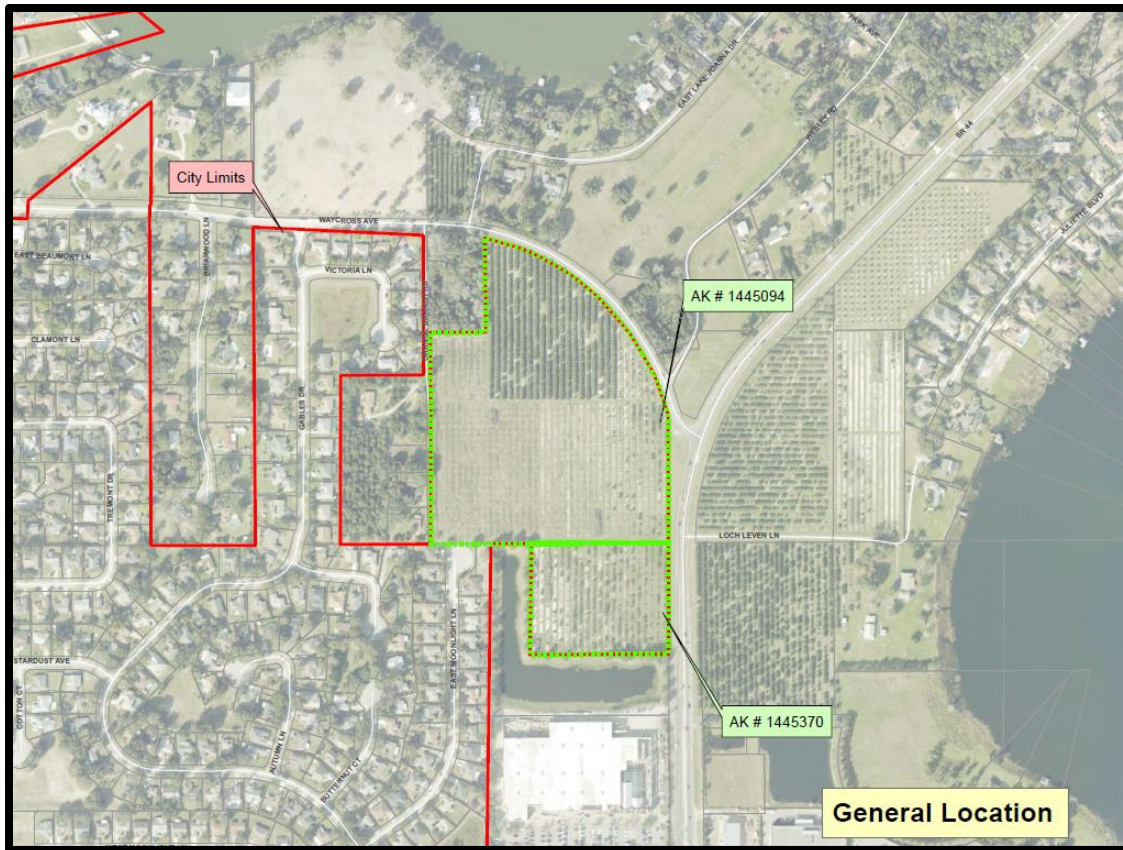 PARK AVE
EAST LAKE JOANNA DR
WESLEY RD
SR 44
City Limits
JULIETTE BLVD
WAYCROSS AVE
BRIARWOOD LN
EAST BEAUMONT LN
VICTORIA LN
AK # 1445094
CLAMONT LN
GABLES DR
TREMONT DR
LOCH LEVEN LN
STARDUST AVE
EAST MOONLIGHT LN
COTTON CT
AUTUMN LN
BUTTERNUT CT
AK # 1445370
General Location